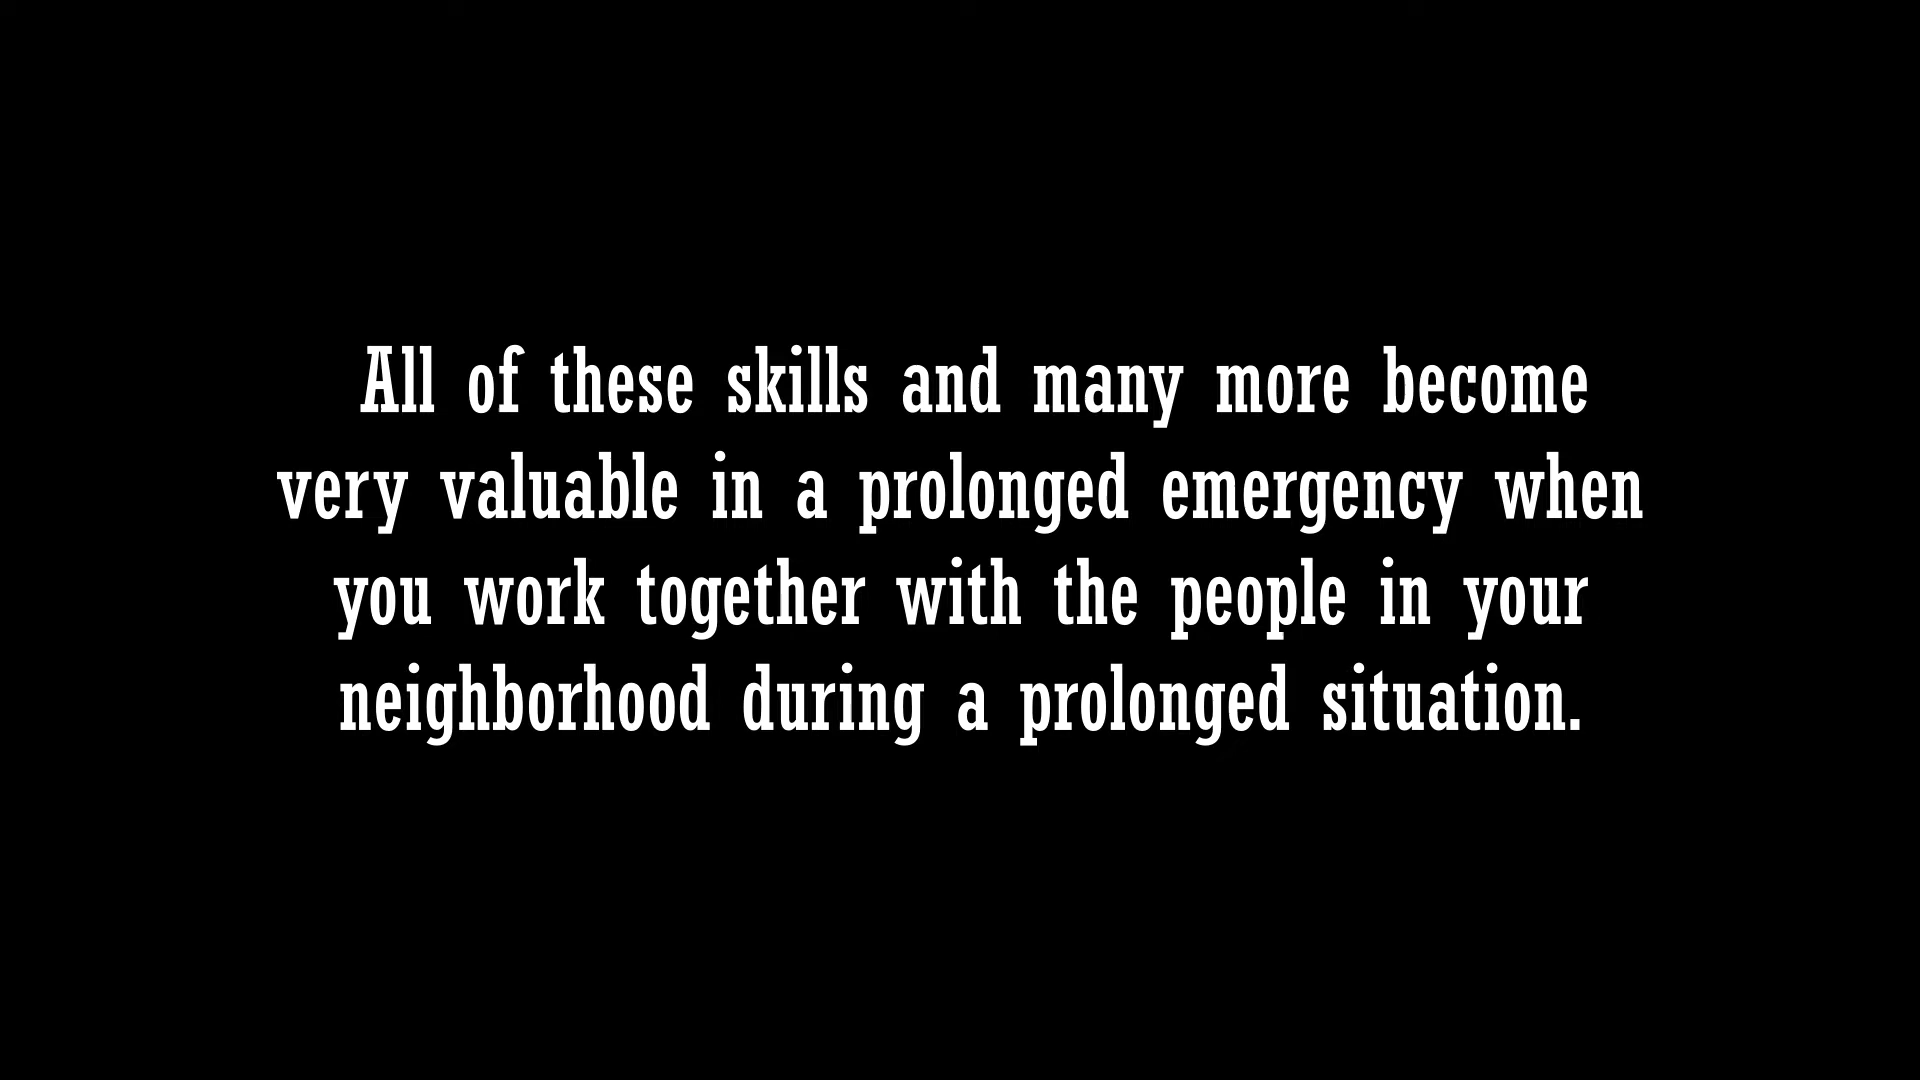 All of these skills and many more become
very valuable in a prolonged emergency when
you work together with the people in your
neighborhood during a prolonged situation.